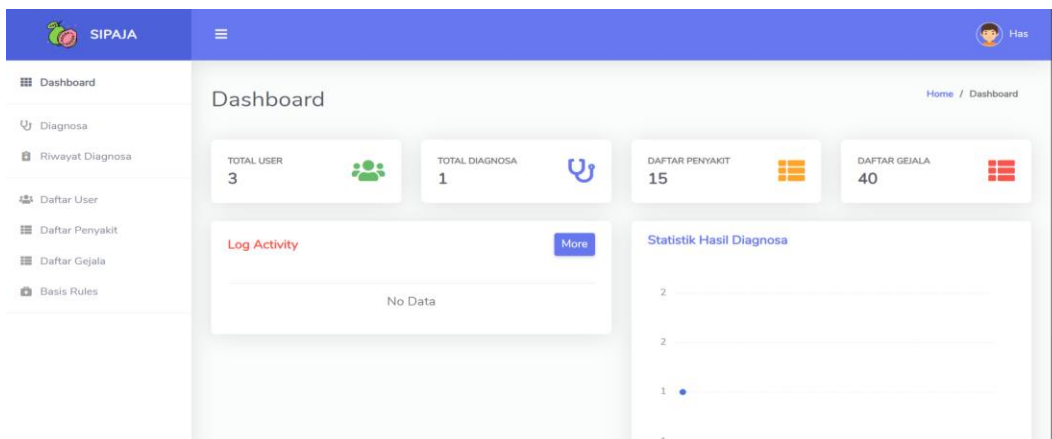 SIPAJA
Has
Dashboard
Diagnosa
Riwayat Diagnosa
Daftar User
Daftar Penyakit
Daftar Gejala
Basis Rules
Dashboard
Home / Dashboard
TOTAL USER
3
TOTAL DIAGNOSA
1
DAFTAR PENYAKIT
15
DAFTAR GEJALA
40
Log Activity
More
No Data
Statistik Hasil Diagnosa
2
2
1